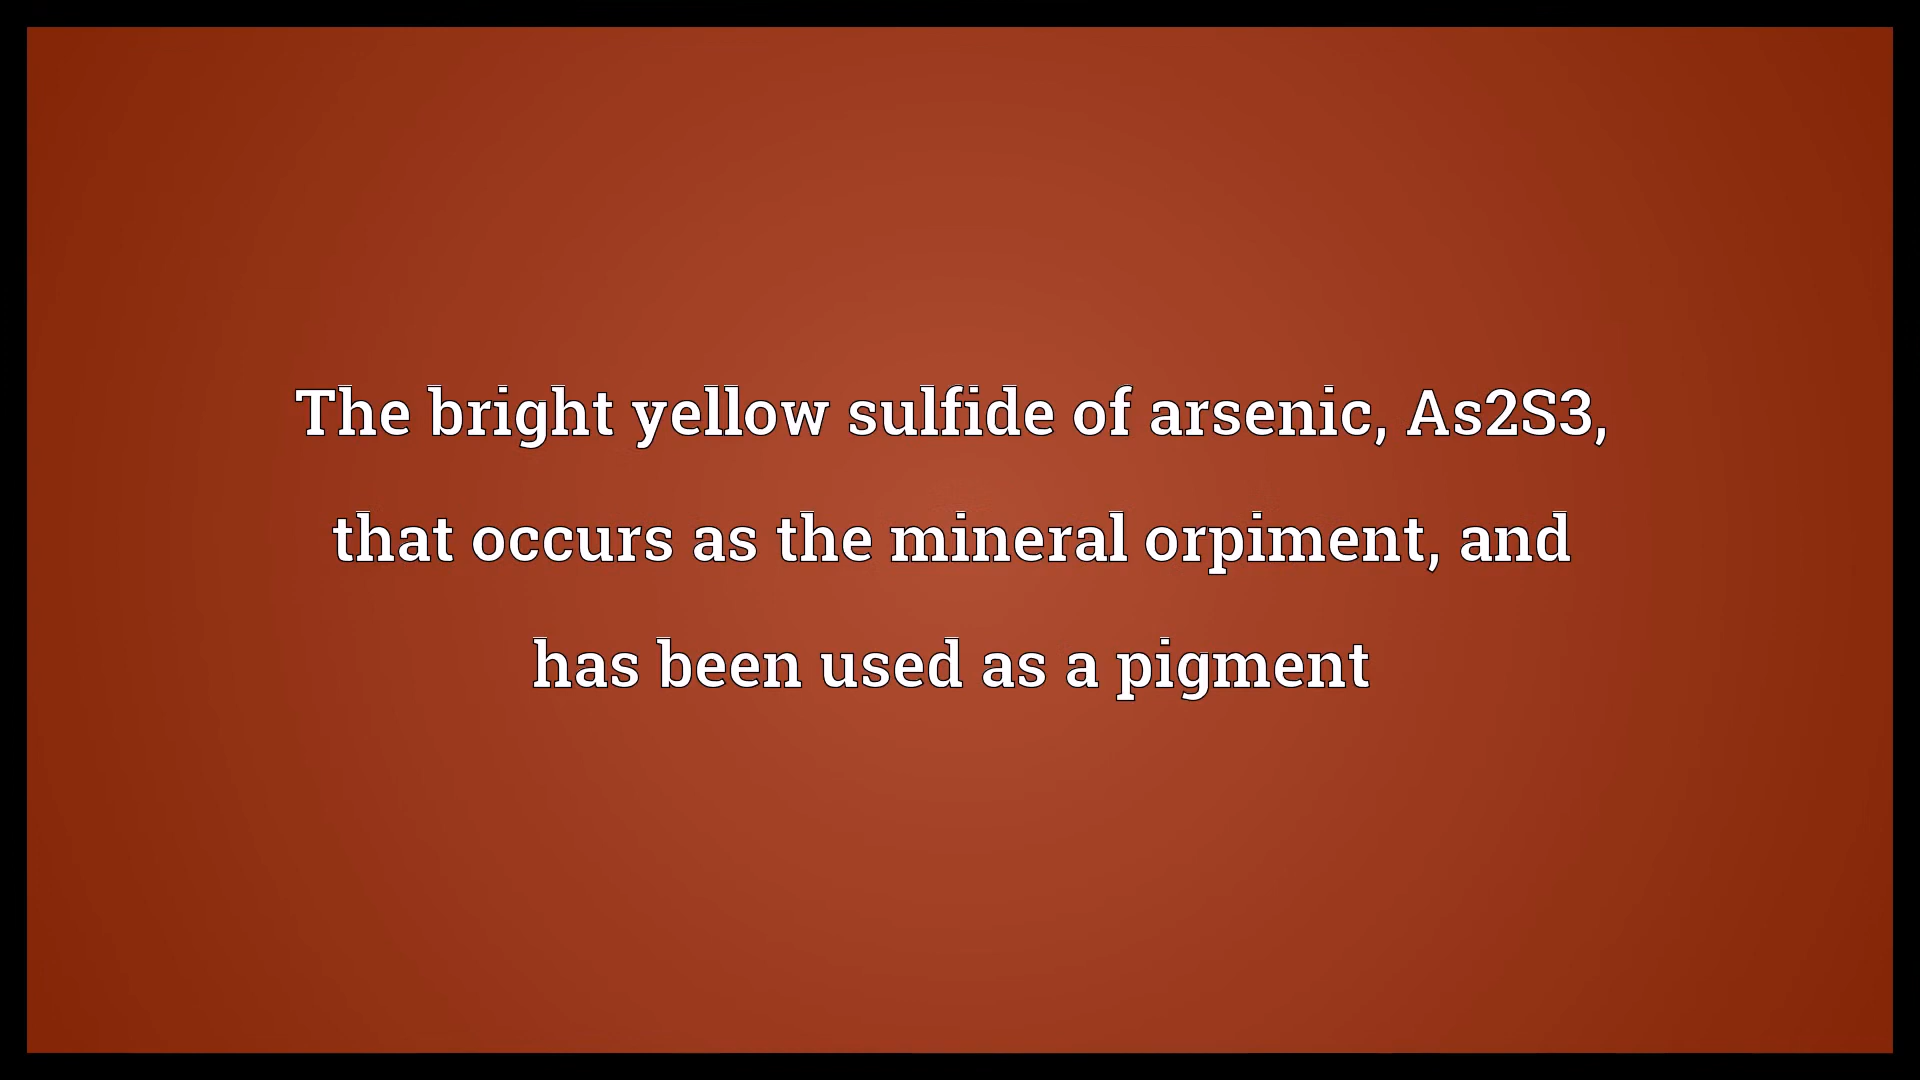 The bright yellow sulfide of arsenic, As2S3,
that occurs as the mineral orpiment, and
has been used as a pigment